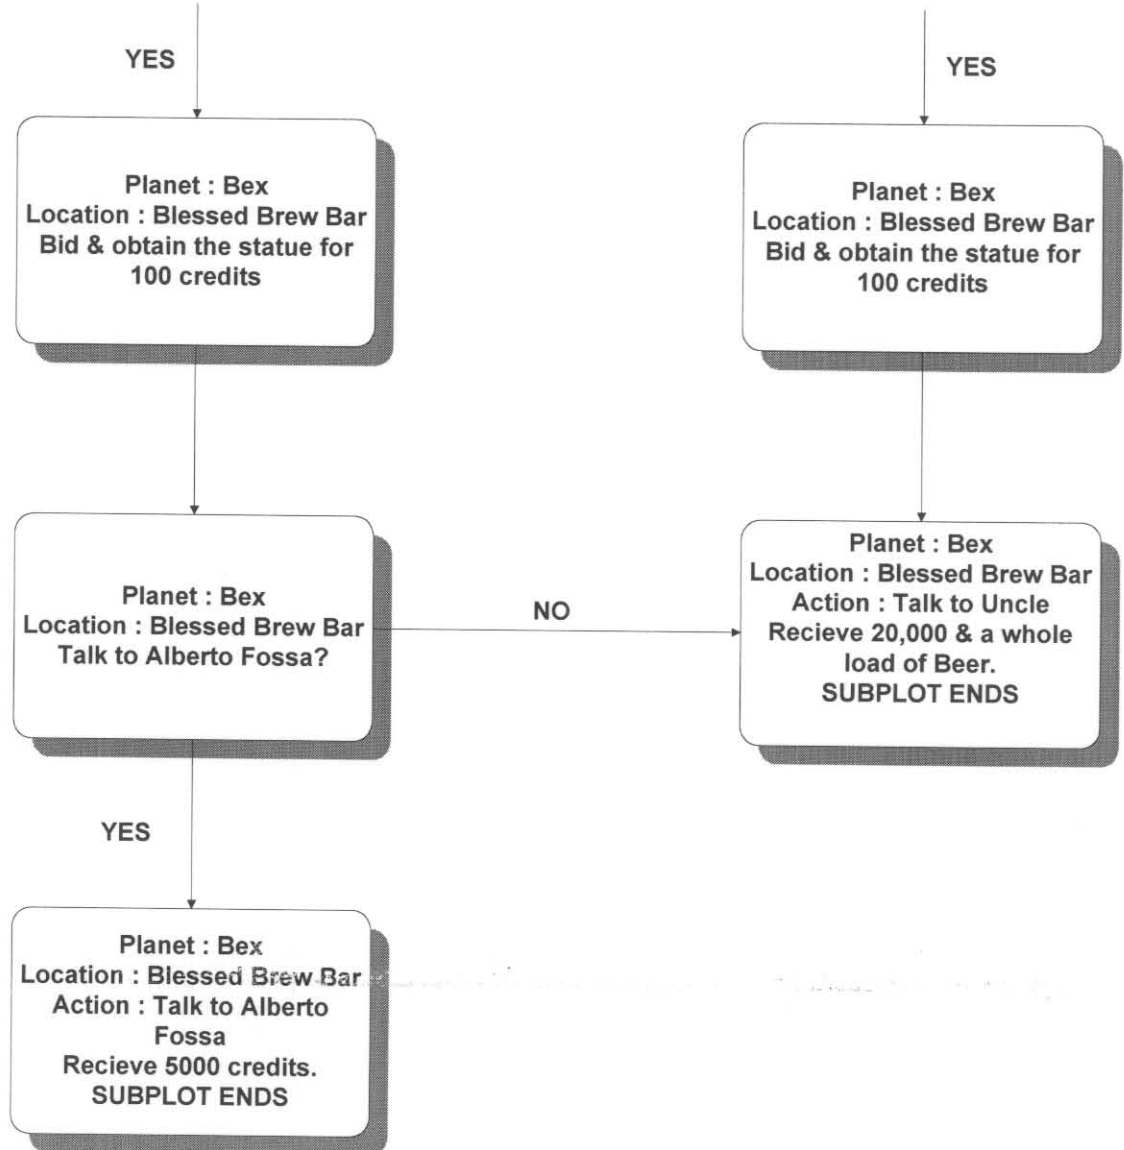 YES
YES
Planet : Bex
Location : Blessed Brew Bar
Bid & obtain the statue for
100 credits
Planet : Bex
Location : Blessed Brew Bar
Bid & obtain the statue for
100 credits
Planet : Bex
Location : Blessed Brew Bar
Talk to Alberto Fossa?
NO
Planet : Bex
Location : Blessed Brew Bar
Action : Talk to Uncle
Recieve 20,000 & a whole
load of Beer.
SUBPLOT ENDS
YES
Planet : Bex
Location : Blessed Brew Bar
Action : Talk to Alberto
Fossa
Recieve 5000 credits.
SUBPLOT ENDS